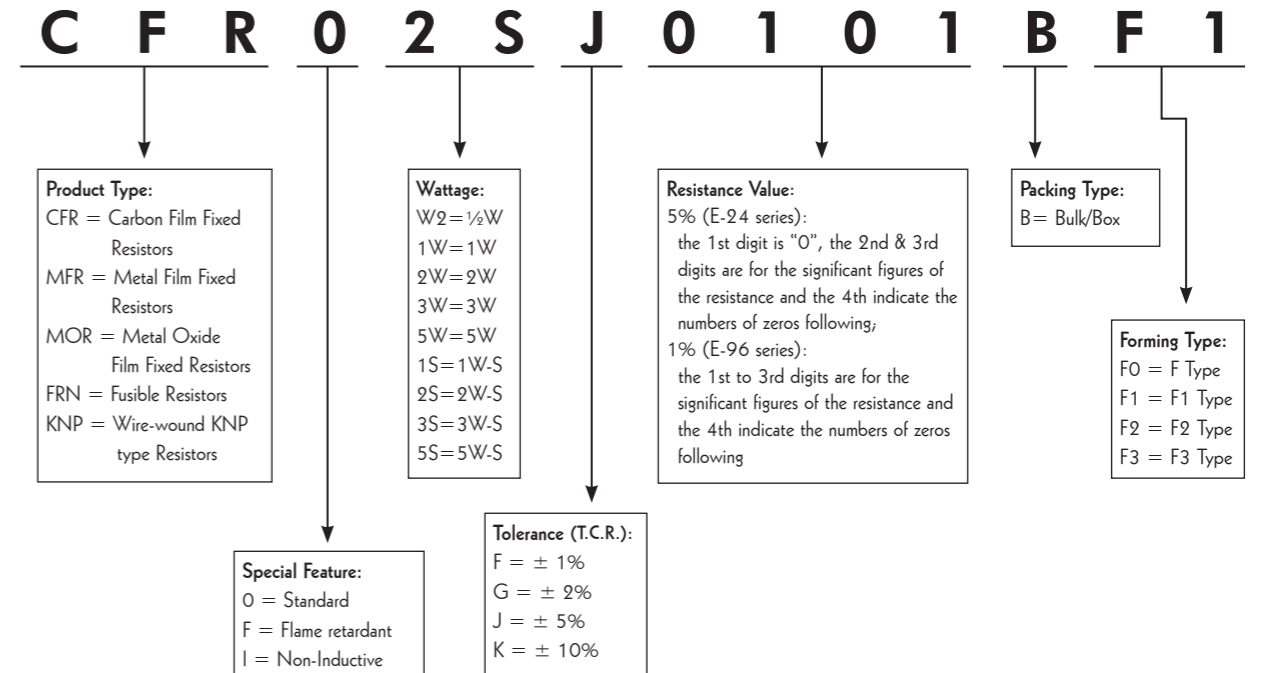 C F R 0 2 S J 0 1 0 1 B F 1
Product Type:
CFR = Carbon Film Fixed
Resistors
MFR = Metal Film Fixed
Resistors
MOR = Metal Oxide
Film Fixed Resistors
FRN = Fusible Resistors
KNP = Wire-wound KNP
type Resistors
Special Feature:
0 = Standard
F = Flame retardant
I = Non-Inductive
Wattage:
W2=½W
1W=1W
2W=2W
3W=3W
5W=5W
1S=1W-S
2S=2W-S
3S=3W-S
5S=5W-S
Tolerance (T.C.R.):
F = ± 1%
G = ± 2%
J = ± 5%
K = ± 10%
Resistance Value:
5% (E-24 series):
the 1st digit is "0", the 2nd & 3rd
digits are for the significant figures of
the resistance and the 4th indicate the
numbers of zeros following;
1% (E-96 series):
the 1st to 3rd digits are for the
significant figures of the resistance and
the 4th indicate the numbers of zeros
following
Packing Type:
B= Bulk/Box
Forming Type:
F0 = F Type
F1 = F1 Type
F2 = F2 Type
F3 = F3 Type